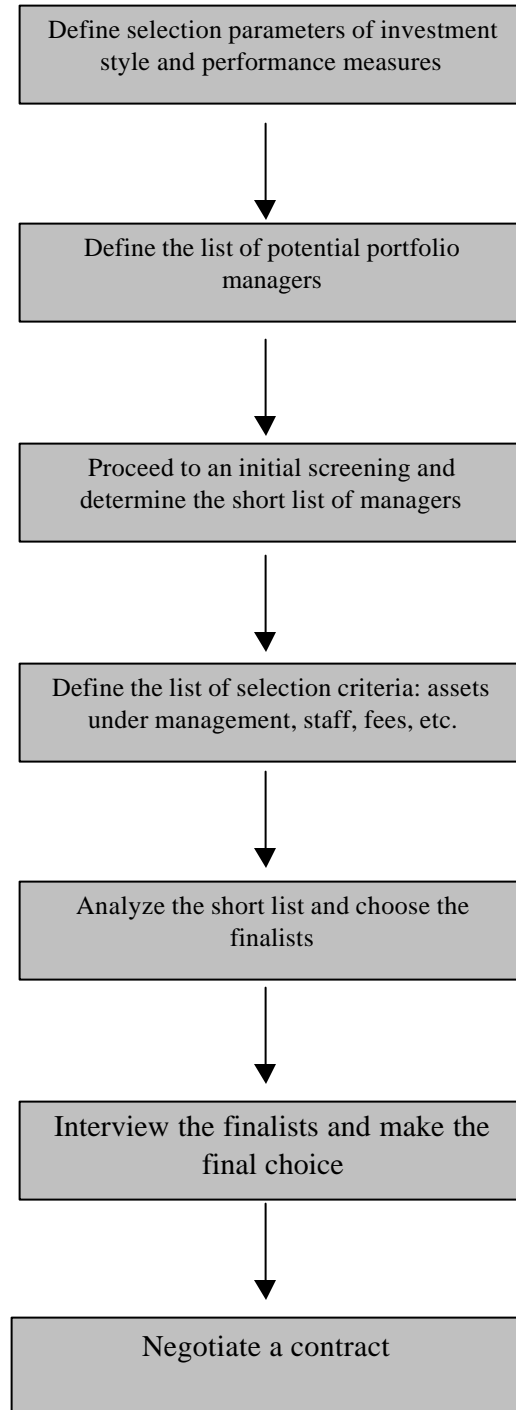 Define selection parameters of investment
style and performance measures
Define the list of potential portfolio
managers
Proceed to an initial screening and
determine the short list of managers
Define the list of selection criteria: assets
under management, staff, fees, etc.
Analyze the short list and choose the
finalists
Interview the finalists and make the
final choice
Negotiate a contract